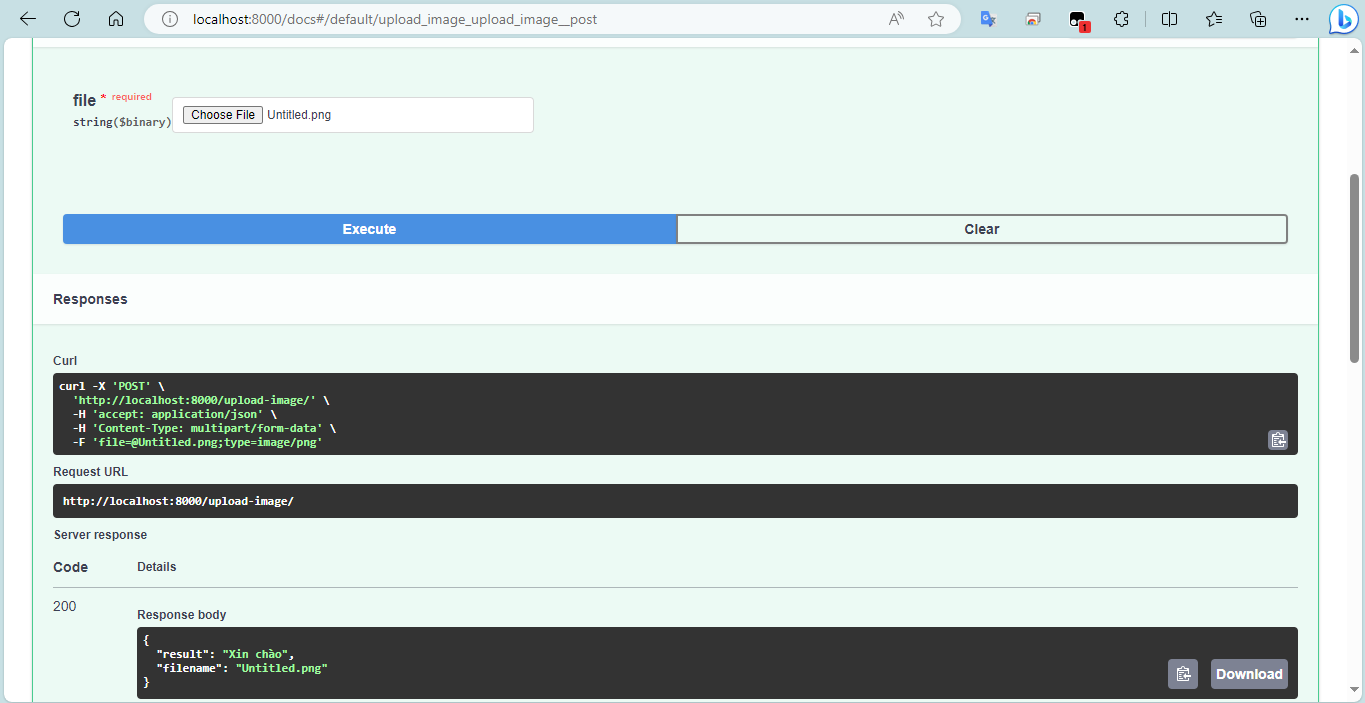 localhost:8000/docs#/default/upload_image_upload_image__post
1
file * required
string($binary)
Choose File Untitled.png
Execute Clear
Responses
Curl
curl -X 'POST' \
'http://localhost:8000/upload-image/' \
-H 'accept: application/json' \
-H 'Content-Type: multipart/form-data' \
-F 'file=@Untitled.png;type=image/png'
Request URL
http://localhost:8000/upload-image/
Server response
Code Details
200
Response body
{
"result": "Xin chào",
"filename": "Untitled.png"
}
Download